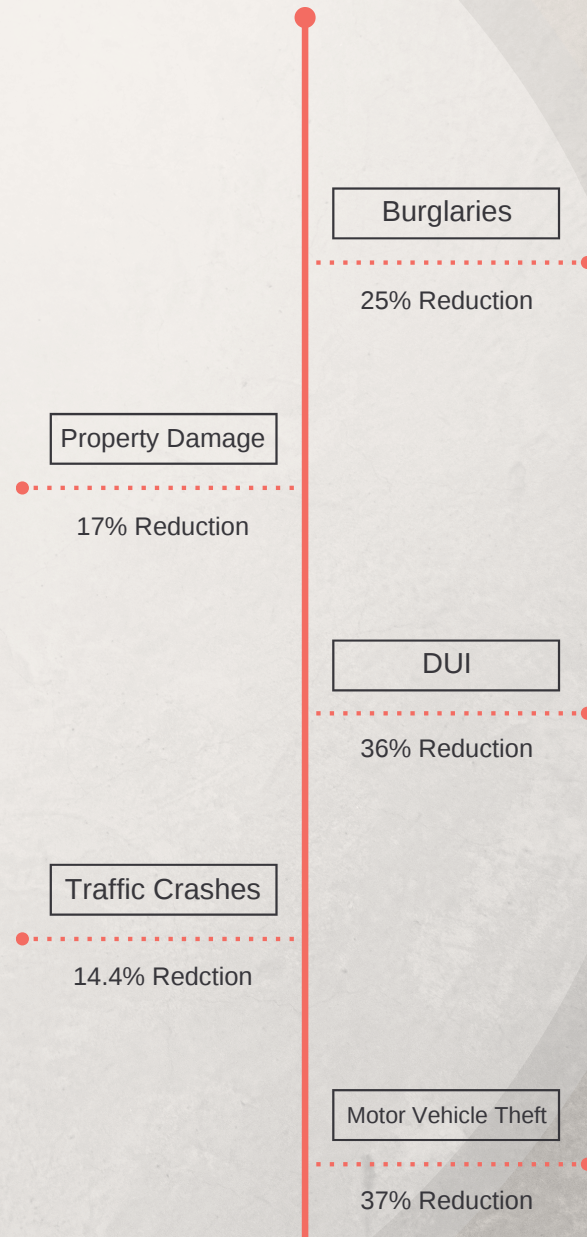 Burglaries
25% Reduction
Property Damage
17% Reduction
DUI
36% Reduction
Traffic Crashes
14.4% Redction
Motor Vehicle Theft
37% Reduction